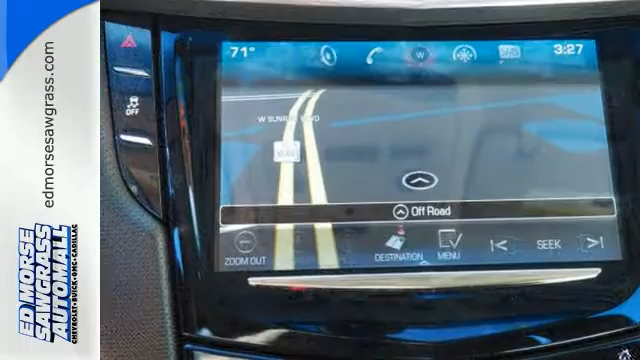 71° 3:27
W SUNRISE BLVD
Off Road
ZOOM OUT DESTINATION MENU SEEK
OFF
edmorsesawgrass.com
ED MORSE
SAWGRASS
AUTOMALL
CHEVROLET•BUICK•GMC•CADILLAC